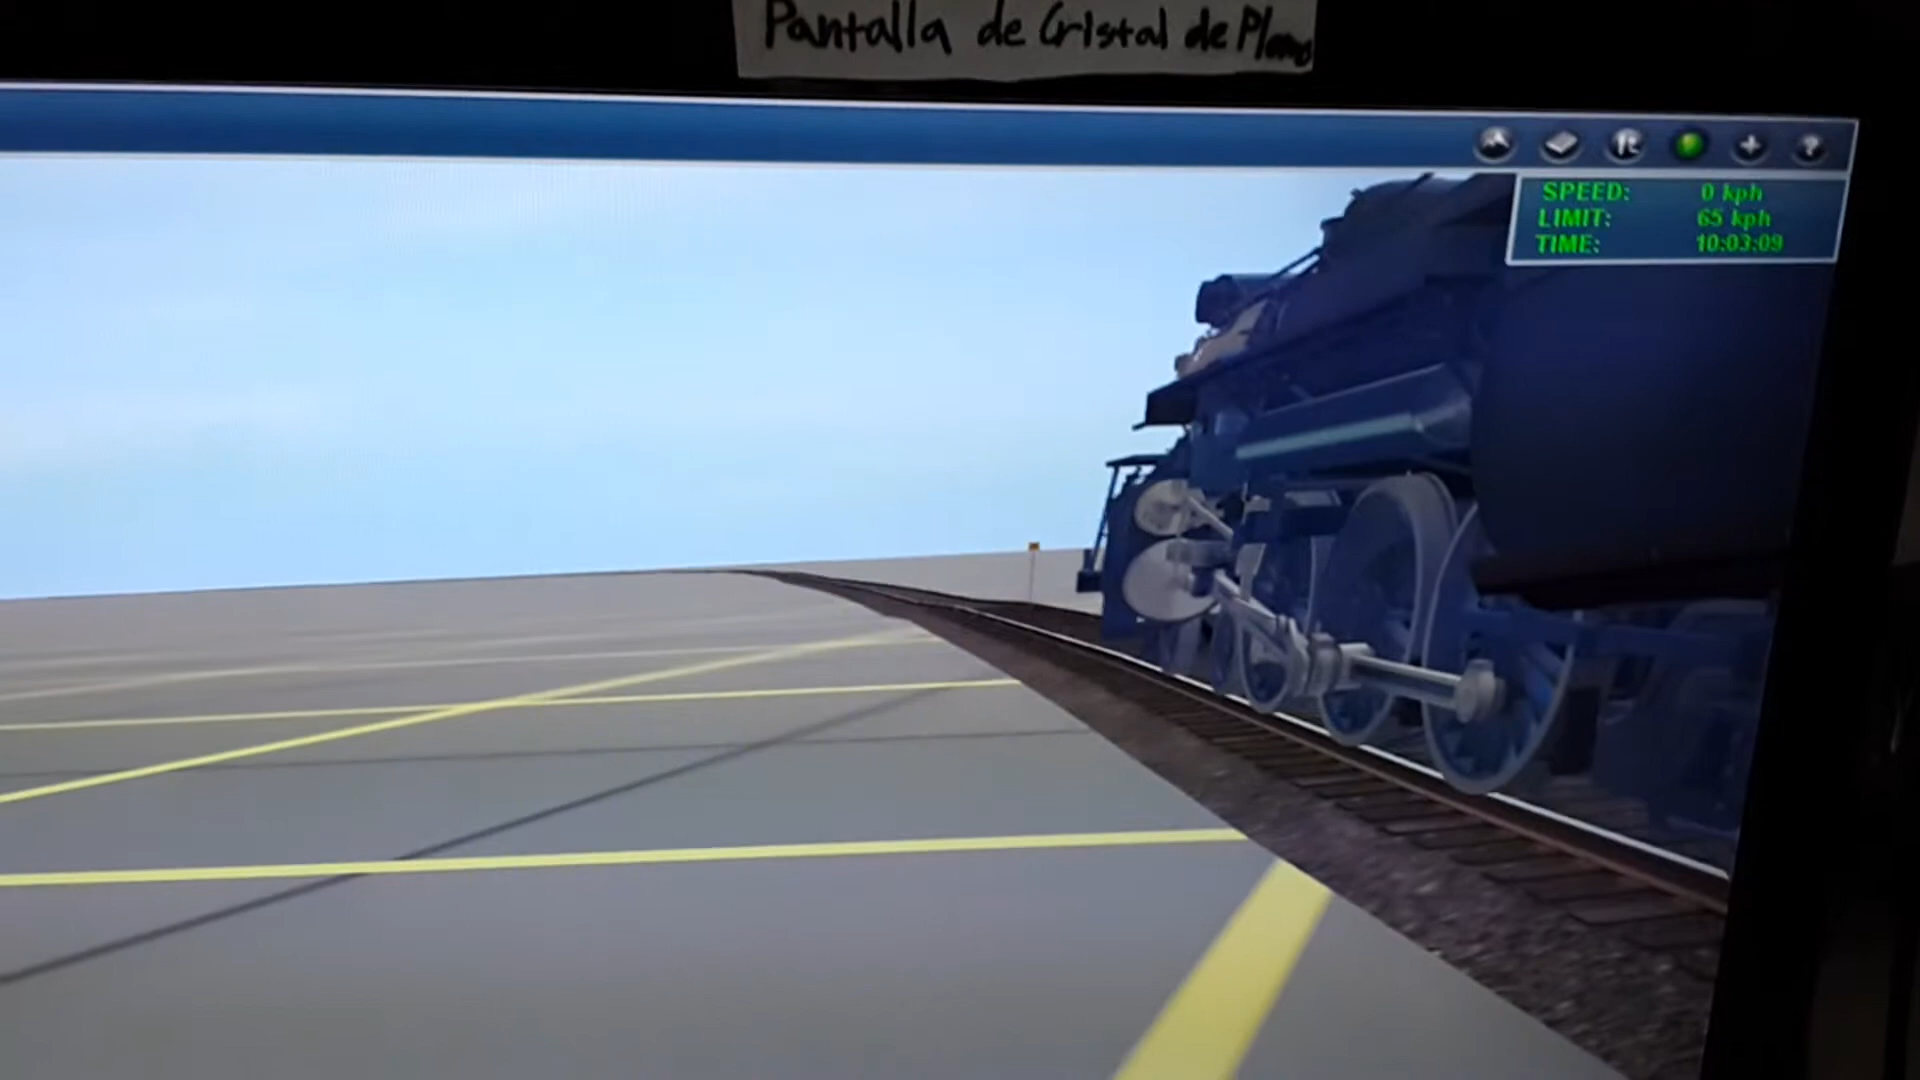 Pantalla de Cristal de Plomo
SPEED: 0 kph
LIMIT: 65 kph
TIME: 10:03:09